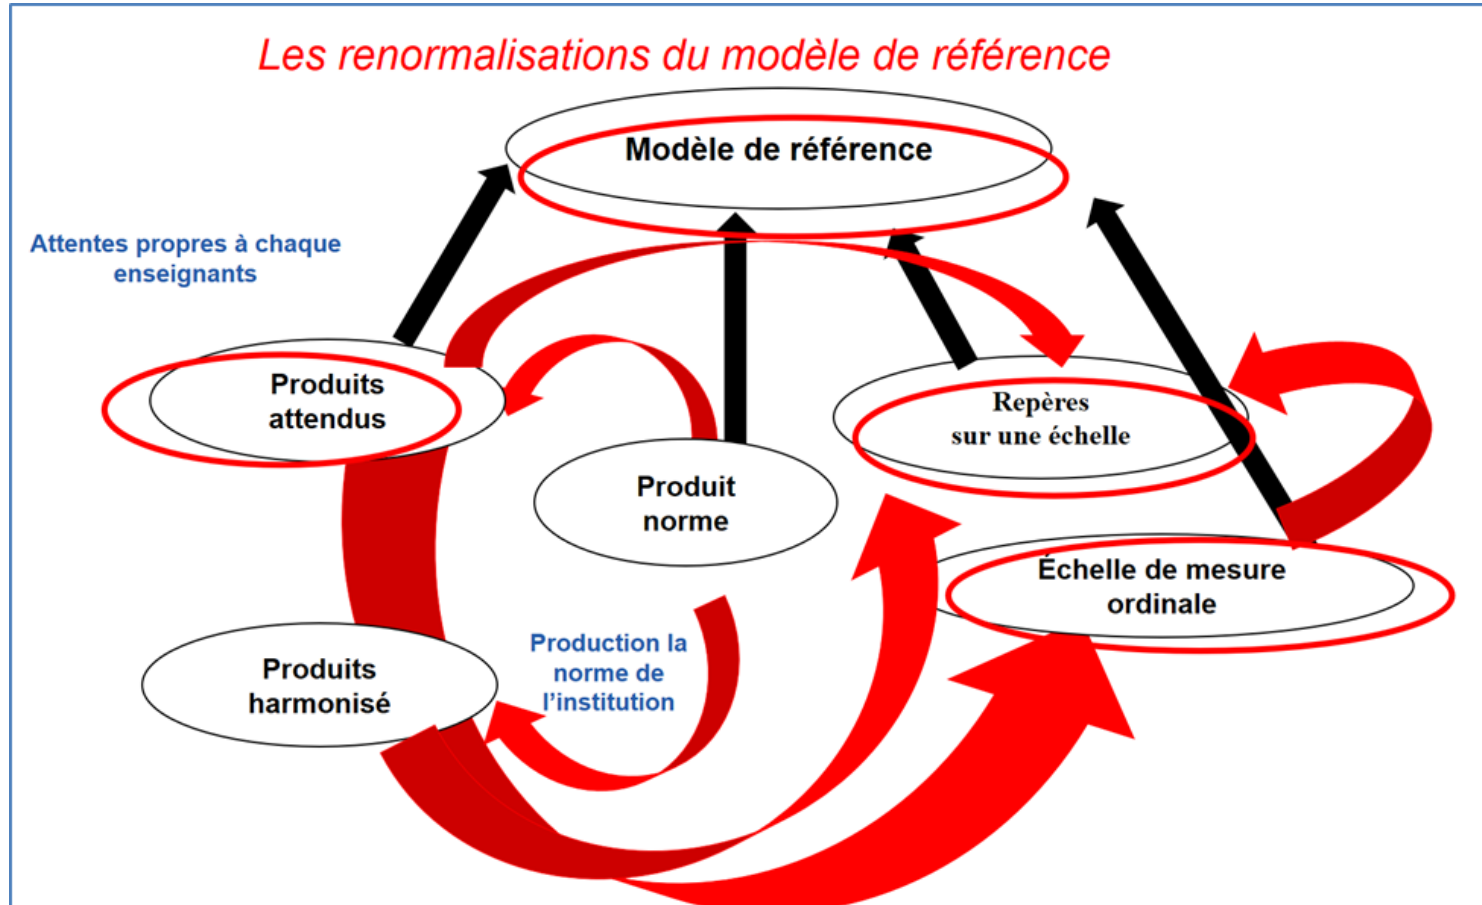 Les renormalisations du modèle de référence
Modèle de référence
Attentes propres à chaque
enseignants
Produits
attendus
Repères
sur une échelle
Produit
norme
Échelle de mesure
ordinale
Production la
norme de
l’institution
Produits
harmonisé